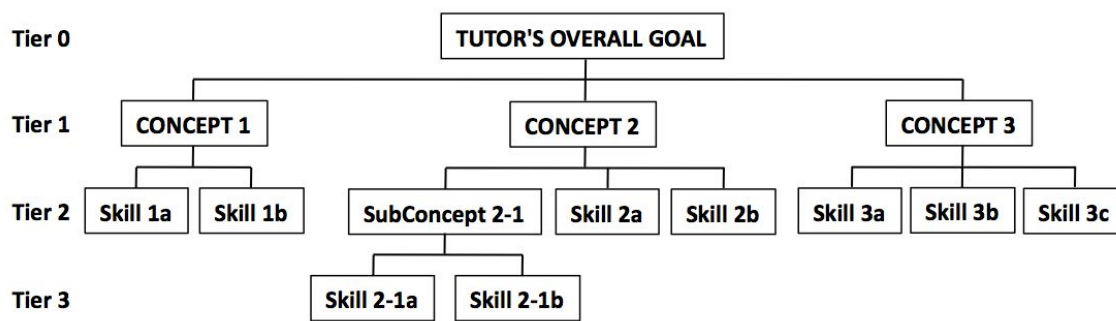 Tier 0 TUTOR'S OVERALL GOAL
Tier 1 CONCEPT 1 CONCEPT 2 CONCEPT 3
Tier 2 Skill 1a Skill 1b SubConcept 2-1 Skill 2a Skill 2b Skill 3a Skill 3b Skill 3c
Tier 3 Skill 2-1a Skill 2-1b